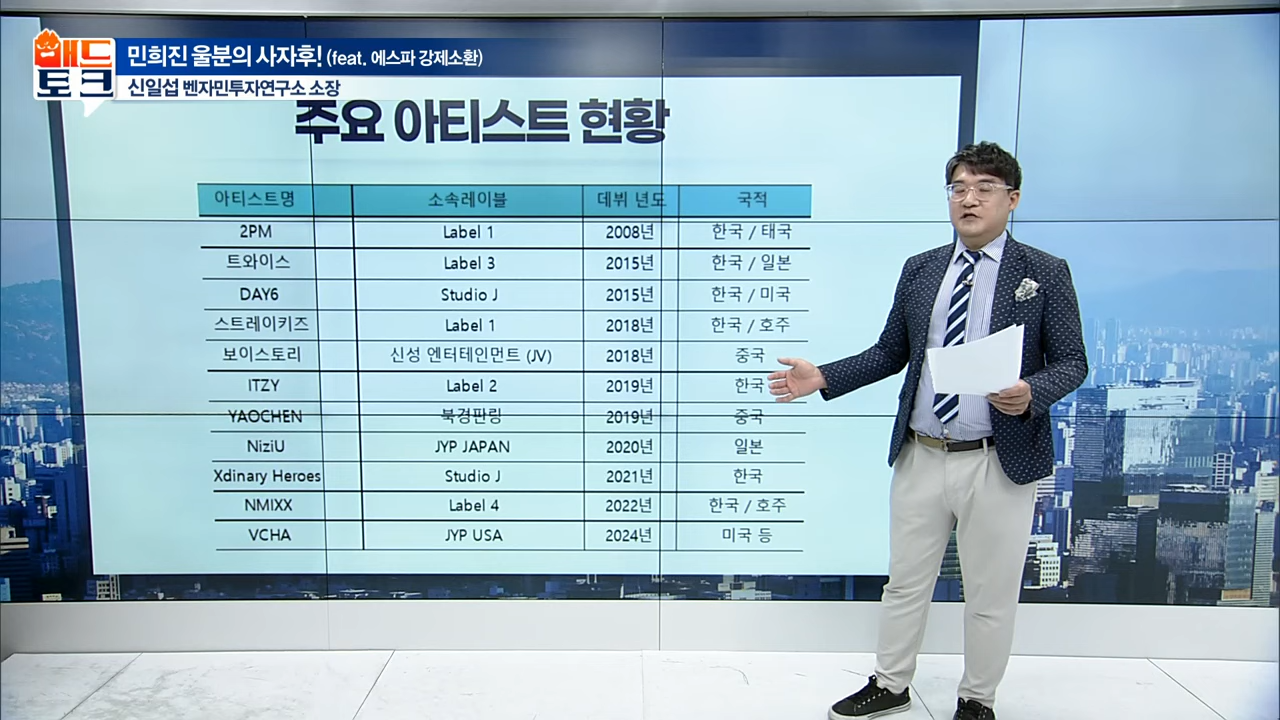 매드
토크
민희진 울분의 사자후! (feat. 에스파 강제소환)
신일섭 벤자민투자연구소 소장
주요 아티스트 현황
아티스트명 소속레이블 데뷔 년도 국적
2PM Label 1 2008년 한국 / 태국
트와이스 Label 3 2015년 한국 / 일본
DAY6 Studio J 2015년 한국 / 미국
스트레이키즈 Label 1 2018년 한국 / 호주
보이스토리 신성 엔터테인먼트 (JV) 2018년 중국
ITZY Label 2 2019년 한국
YAOCHEN 북경판링 2019년 중국
NiziU JYP JAPAN 2020년 일본
Xdinary Heroes Studio J 2021년 한국
NMIXX Label 4 2022년 한국 / 호주
VCHA JYP USA 2024년 미국 등